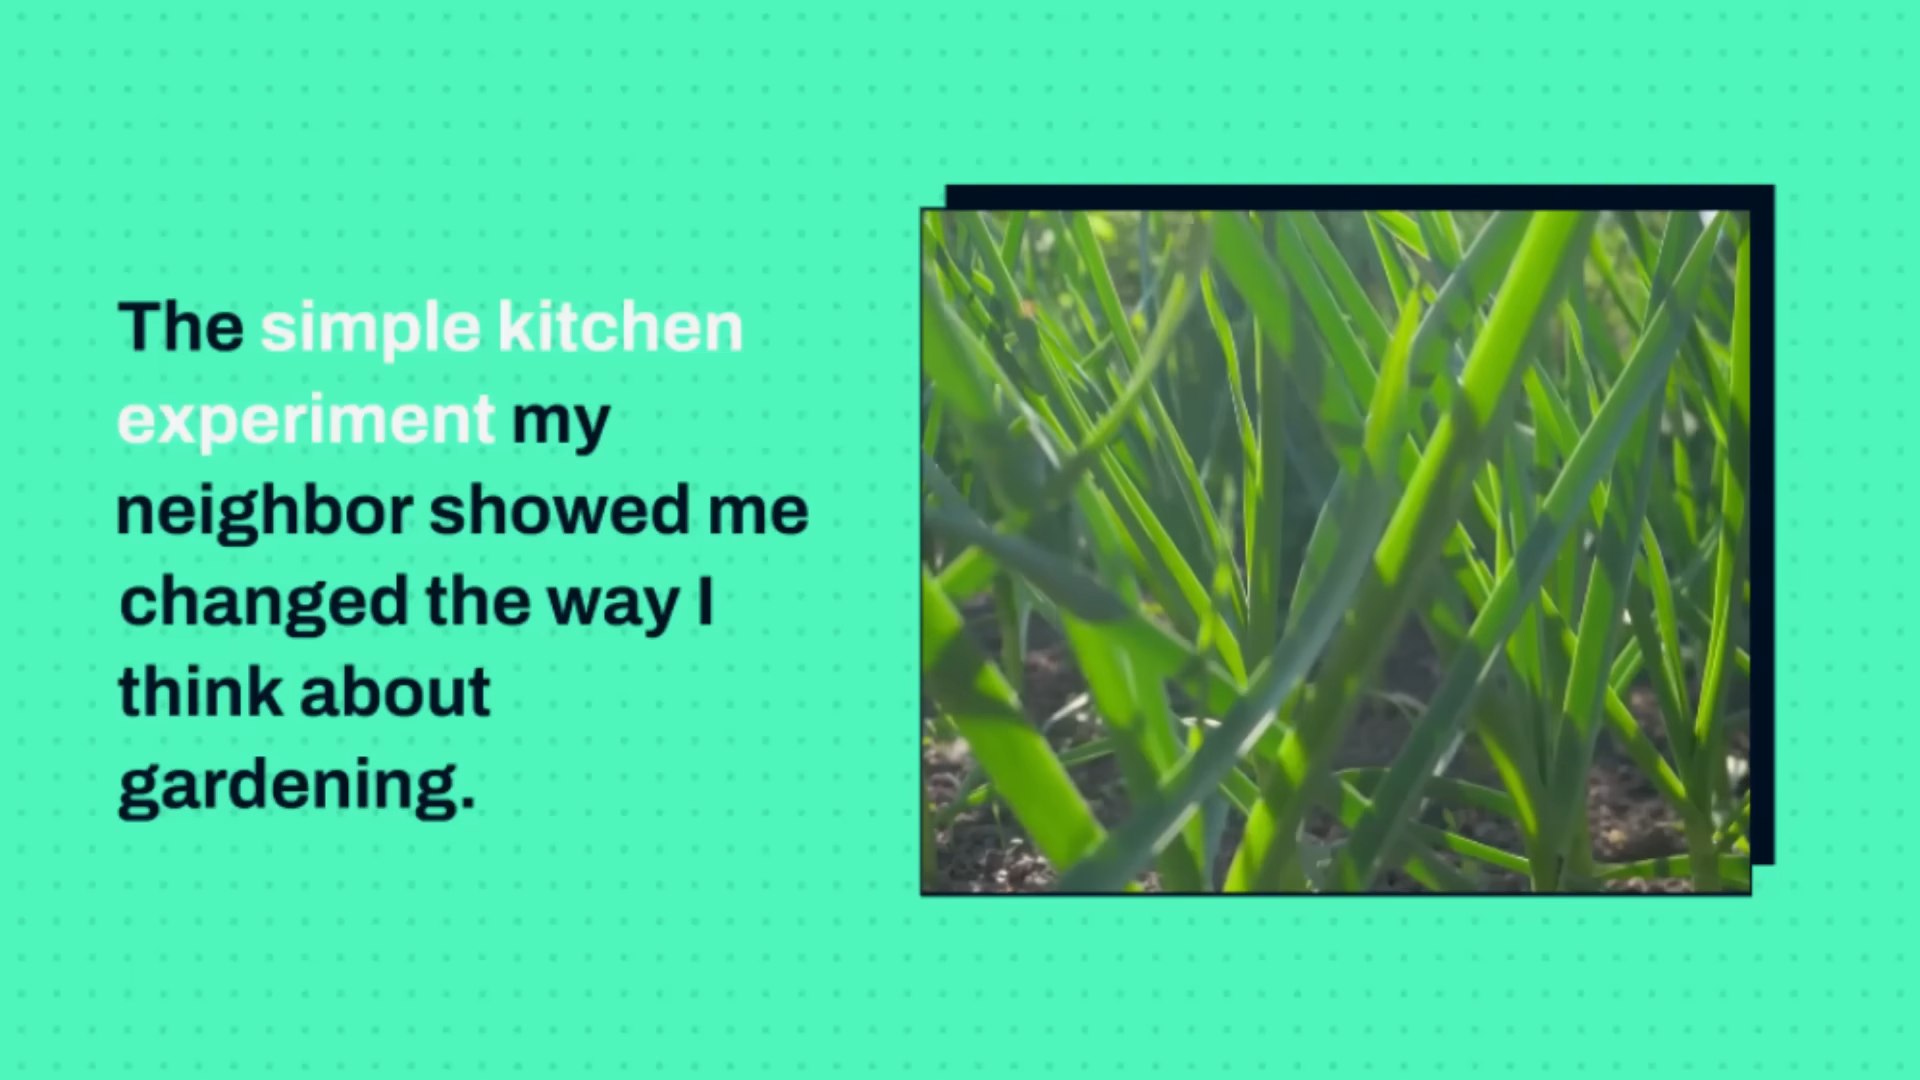 The simple kitchen
experiment my
neighbor showed me
changed the way I
think about
gardening.